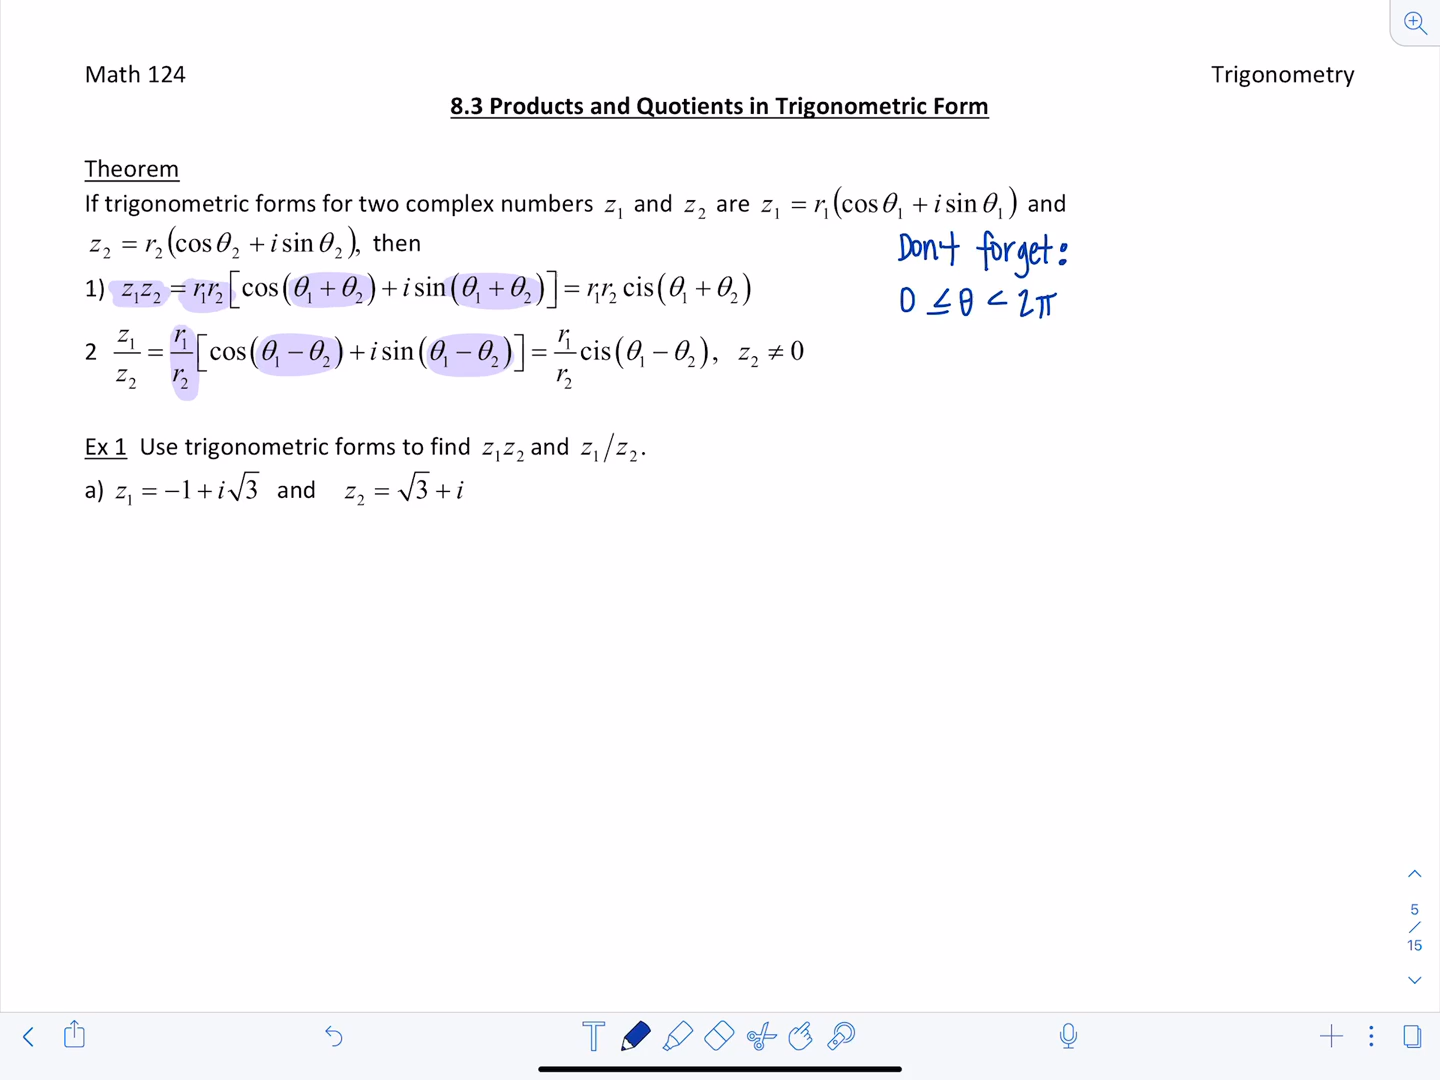 Math 124
Trigonometry
8.3 Products and Quotients in Trigonometric Form
Theorem
If trigonometric forms for two complex numbers z₁ and z₂ are z₁ = r₁(cos θ₁ + i sin θ₁) and
z₂ = r₂(cos θ₂ + i sin θ₂), then
Don't forget:
1) z₁z₂ = r₁r₂[cos(θ₁ + θ₂) + i sin(θ₁ + θ₂)] = r₁r₂ cis(θ₁ + θ₂)
0 ≤ θ < 2π
2 z₁/z₂ = r₁/r₂[cos(θ₁ − θ₂) + i sin(θ₁ − θ₂)] = r₁/r₂ cis(θ₁ − θ₂), z₂ ≠ 0
Ex 1 Use trigonometric forms to find z₁z₂ and z₁/z₂.
a) z₁ = −1 + i√3 and z₂ = √3 + i
5
/
15
T